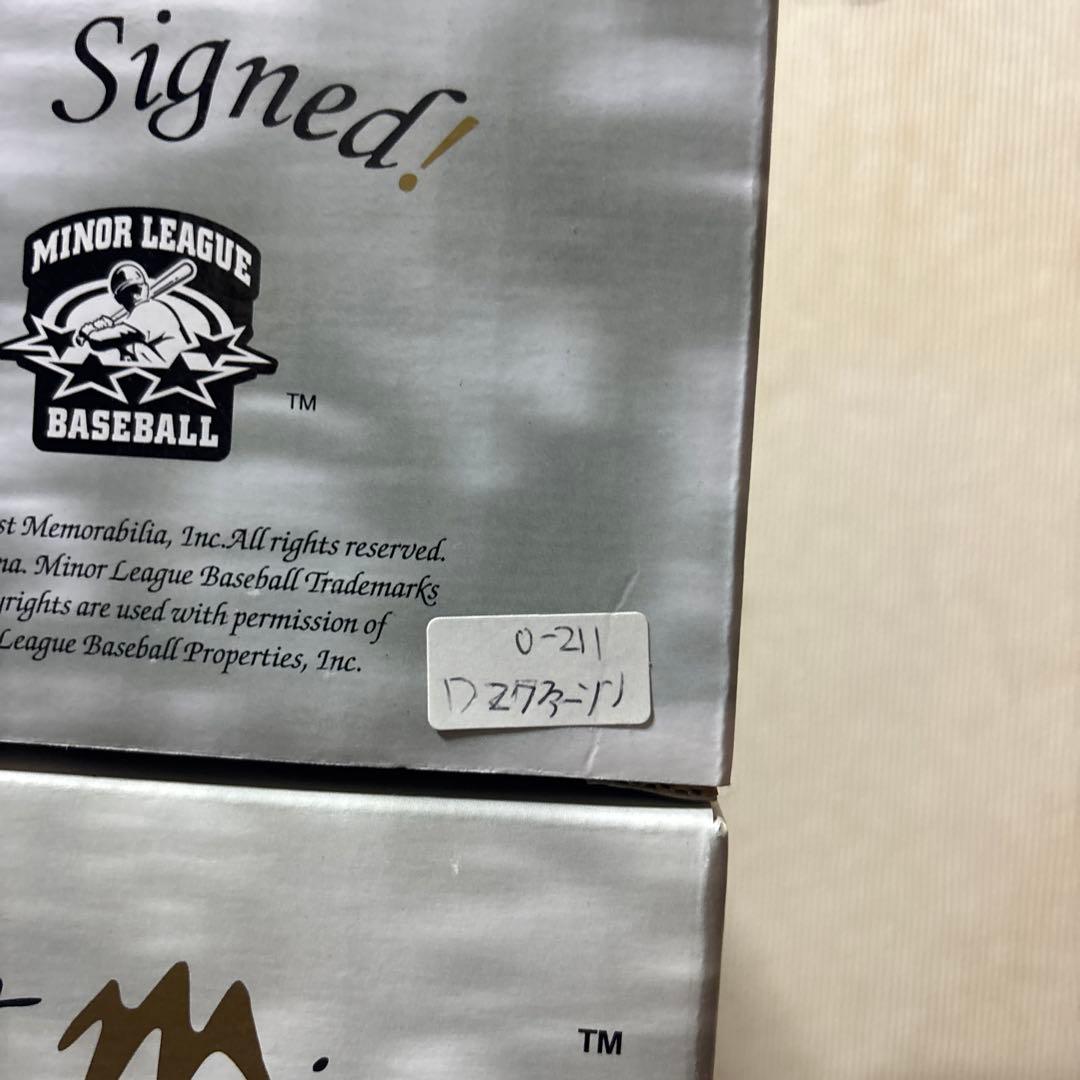 Signed!
MINOR LEAGUE
BASEBALL
TM
st Memorabilia, Inc.All rights reserved.
na. Minor League Baseball Trademarks
yrights are used with permission of
League Baseball Properties, Inc.
0-211
TM